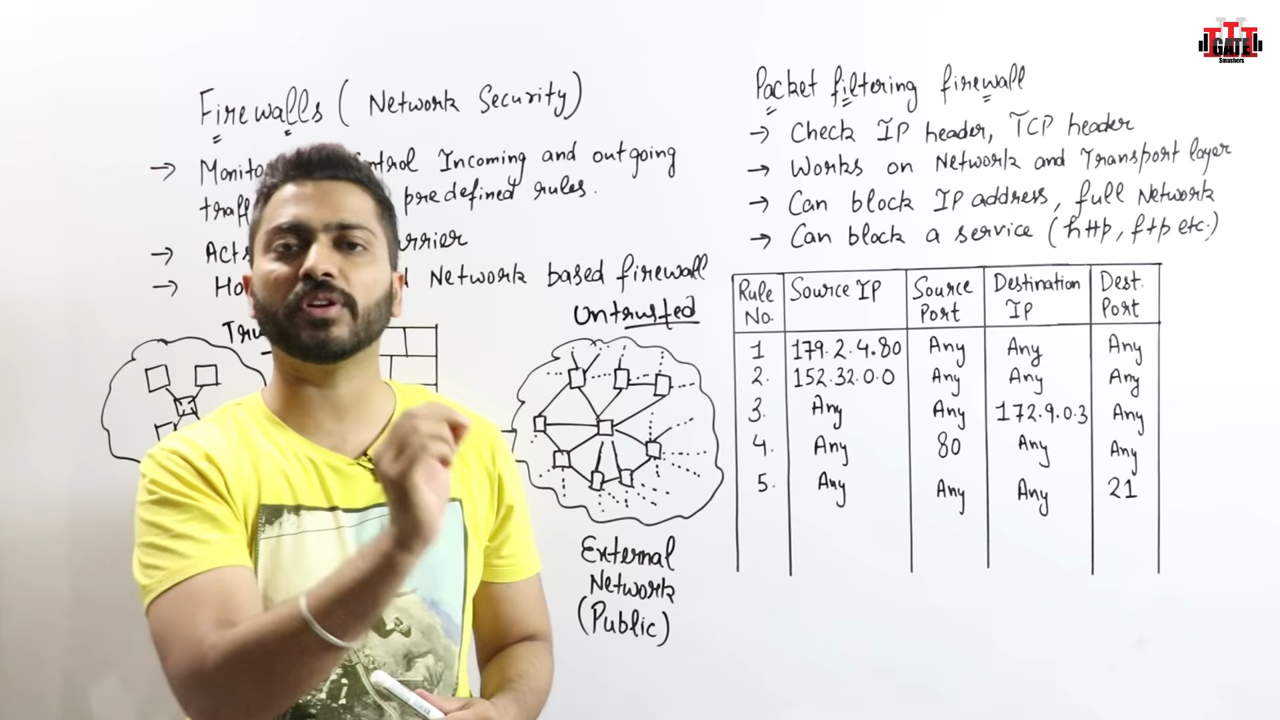 GATE
Smashers
Firewalls (Network Security)
→ Monito ntrol Incoming and outgoing
traff predefined rules.
→ Acts rrier
→ Ho d Network based firewall
Tru
Untrusted
External
Network
(Public)
Packet filtering firewall
→ Check IP header, TCP header
→ Works on Network and Transport layer
→ Can block IP address, full Network
→ Can block a service (http, ftp etc.)
Rule No. Source IP Source Port Destination IP Dest. Port
1 179.2.4.80 Any Any Any
2. 152.32.0.0 Any Any Any
3. Any Any 172.9.0.3 Any
4. Any 80 Any Any
5. Any Any Any 21